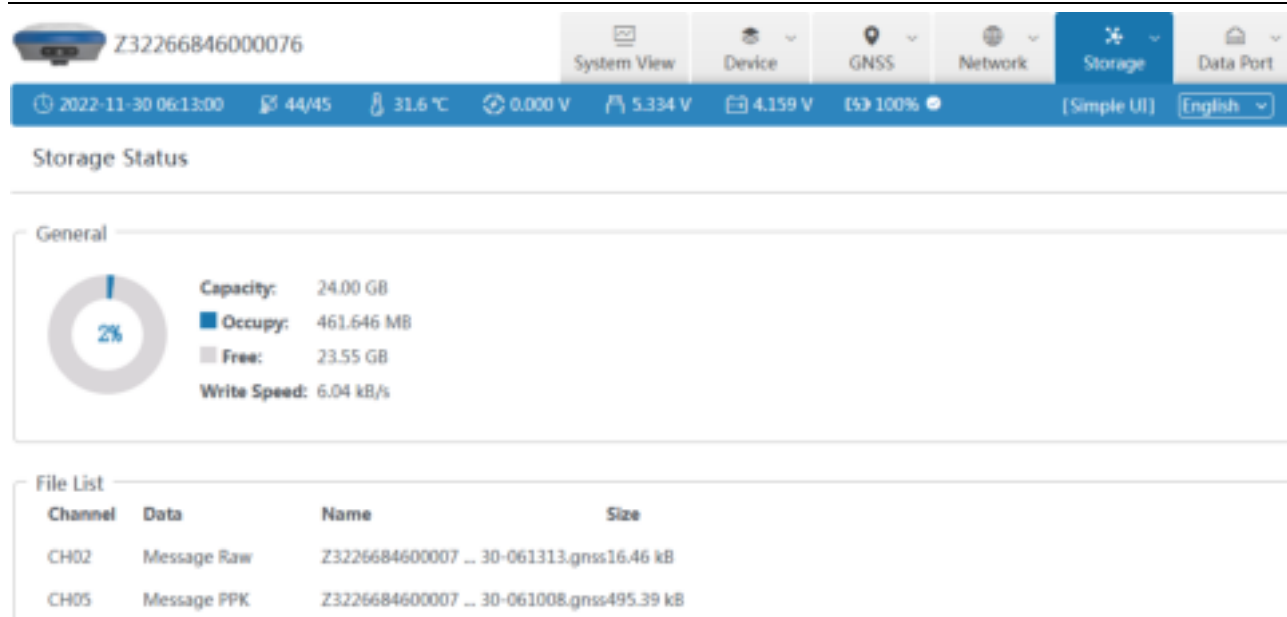 Z32266846000076
System View Device GNSS Network Storage Data Port
2022-11-30 06:13:00 44/45 31.6 ℃ 0.000 V 5.334 V 4.159 V 100% [Simple UI] English
Storage Status
General
2%
Capacity: 24.00 GB
Occupy: 461.646 MB
Free: 23.55 GB
Write Speed: 6.04 kB/s
File List
Channel Data Name Size
CH02 Message Raw Z3226684600007 ... 30-061313.gnss16.46 kB
CH05 Message PPK Z3226684600007 ... 30-061008.gnss495.39 kB